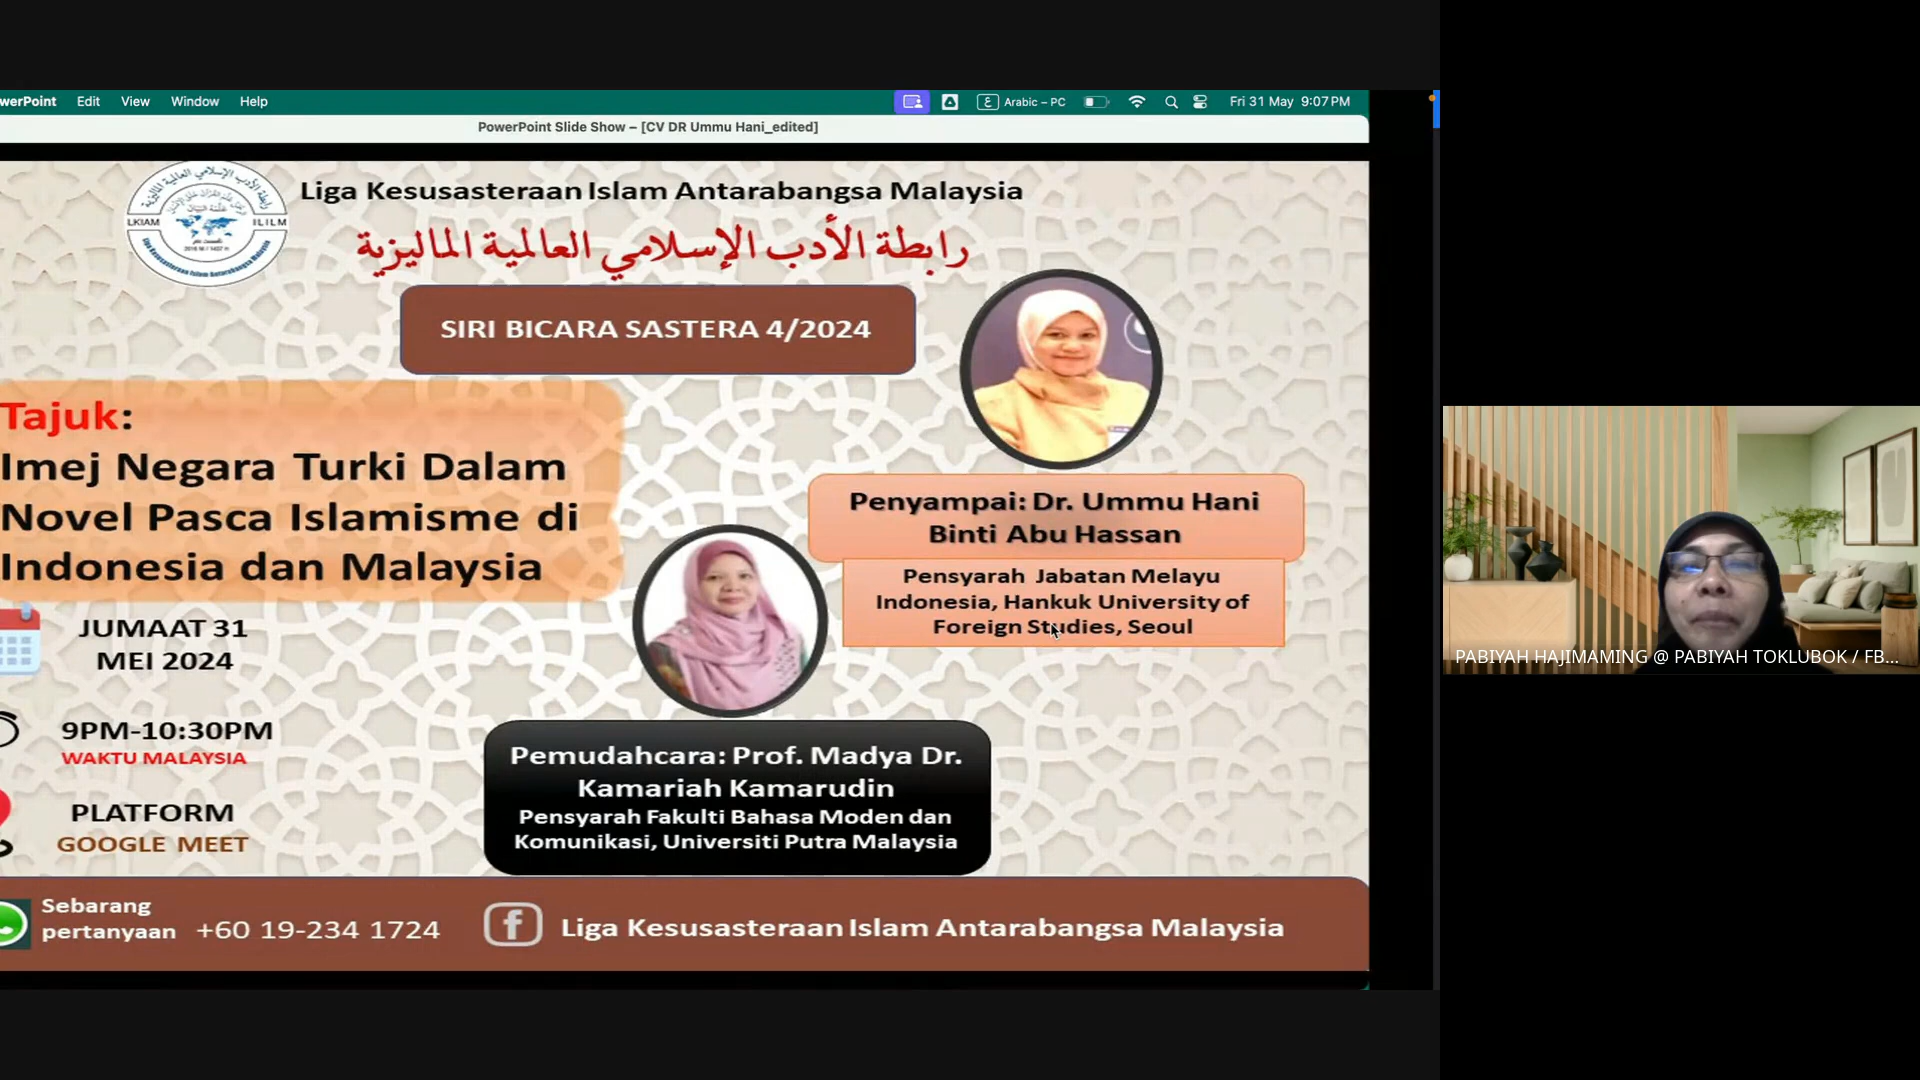 werPoint Edit View Window Help
ع Arabic – PC Fri 31 May 9:07 PM
PowerPoint Slide Show – [CV DR Ummu Hani_edited]
رابطة الأدب الإسلامي العالمية الماليزية
LKIAM ILILM
Liga Kesusasteraan Islam Antarabangsa Malaysia
رابطة الأدب الإسلامي العالمية الماليزية
SIRI BICARA SASTERA 4/2024
Tajuk:
Imej Negara Turki Dalam
Novel Pasca Islamisme di
Indonesia dan Malaysia
Penyampai: Dr. Ummu Hani
Binti Abu Hassan
Pensyarah Jabatan Melayu
Indonesia, Hankuk University of
Foreign Studies, Seoul
JUMAAT 31
MEI 2024
9PM-10:30PM
WAKTU MALAYSIA
PLATFORM
GOOGLE MEET
Pemudahcara: Prof. Madya Dr.
Kamariah Kamarudin
Pensyarah Fakulti Bahasa Moden dan
Komunikasi, Universiti Putra Malaysia
Sebarang
pertanyaan +60 19-234 1724
Liga Kesusasteraan Islam Antarabangsa Malaysia
PABIYAH HAJIMAMING @ PABIYAH TOKLUBOK / FB...